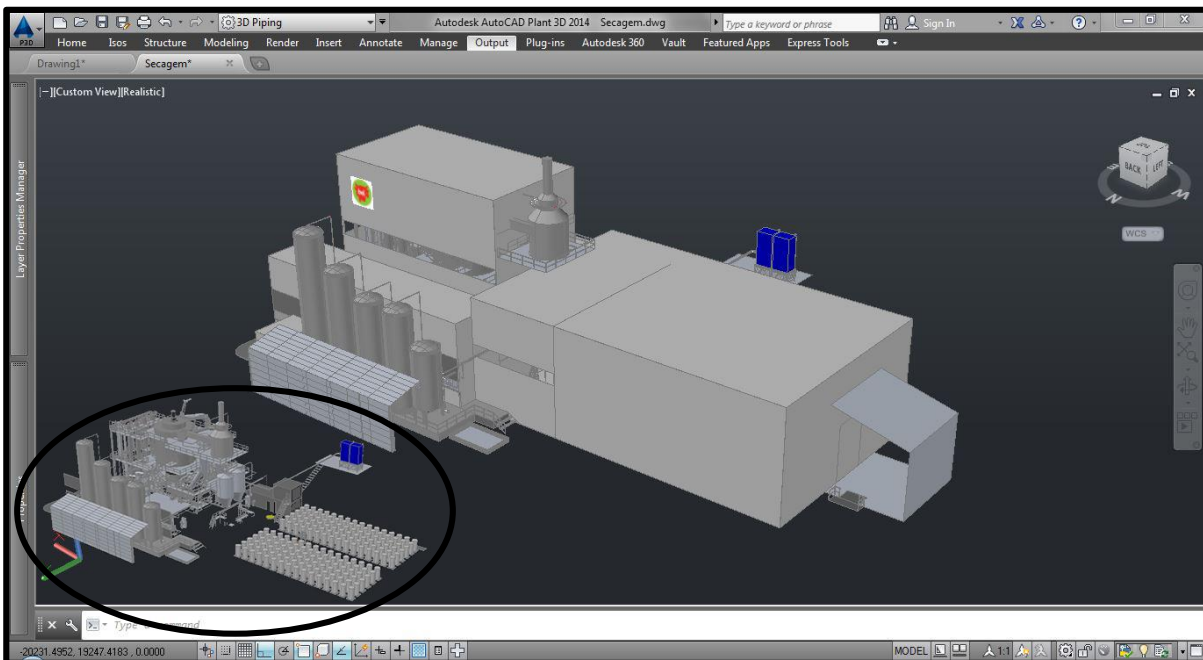 3D Piping
Autodesk AutoCAD Plant 3D 2014 Secagem.dwg
Type a keyword or phrase
Sign In
P3D
Home Isos Structure Modeling Render Insert Annotate Manage Output Plug-ins Autodesk 360 Vault Featured Apps Express Tools
Drawing1*
Secagem*
[−][Custom View][Realistic]
Layer Properties Manager
BACK
LEFT
N
M
WCS
Type
command
-20231.4952, 19247.4183 , 0.0000
MODEL
1:1